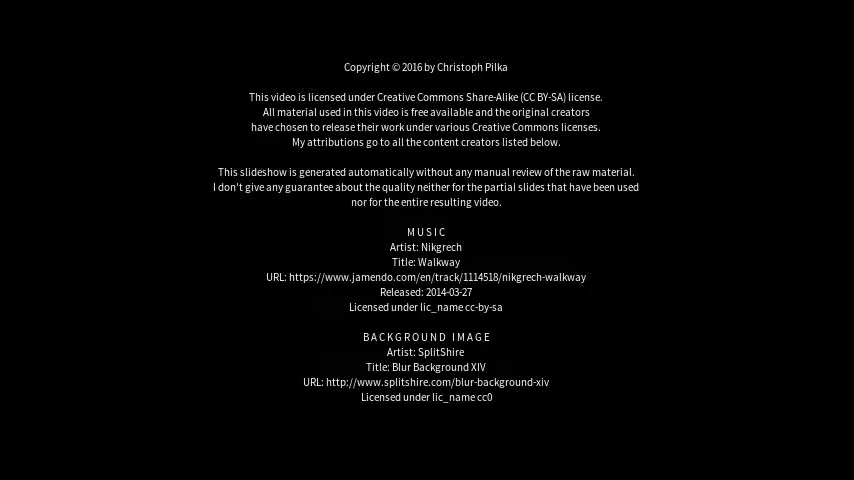 Copyright © 2016 by Christoph Pilka
This video is licensed under Creative Commons Share-Alike (CC BY-SA) license.
All material used in this video is free available and the original creators
have chosen to release their work under various Creative Commons licenses.
My attributions go to all the content creators listed below.
This slideshow is generated automatically without any manual review of the raw material.
I don't give any guarantee about the quality neither for the partial slides that have been used
nor for the entire resulting video.
M U S I C
Artist: Nikgrech
Title: Walkway
URL: https://www.jamendo.com/en/track/1114518/nikgrech-walkway
Released: 2014-03-27
Licensed under lic_name cc-by-sa
B A C K G R O U N D   I M A G E
Artist: SplitShire
Title: Blur Background XIV
URL: http://www.splitshire.com/blur-background-xiv
Licensed under lic_name cc0